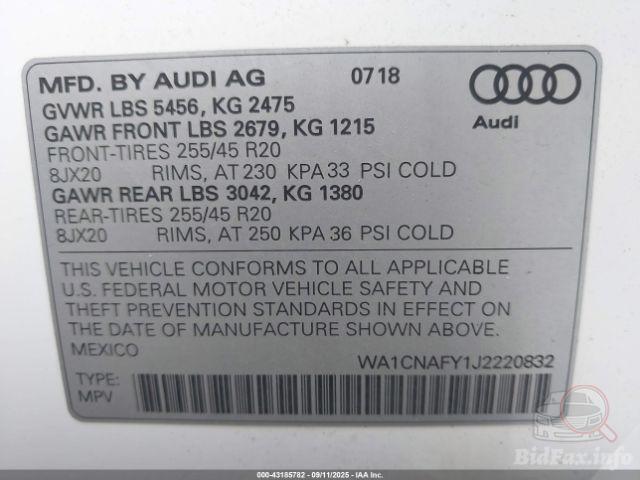 MFD. BY AUDI AG 0718
GVWR LBS 5456, KG 2475
GAWR FRONT LBS 2679, KG 1215
Audi
FRONT-TIRES 255/45 R20
8JX20 RIMS, AT 230 KPA 33 PSI COLD
GAWR REAR LBS 3042, KG 1380
REAR-TIRES 255/45 R20
8JX20 RIMS, AT 250 KPA 36 PSI COLD
THIS VEHICLE CONFORMS TO ALL APPLICABLE
U.S. FEDERAL MOTOR VEHICLE SAFETY AND
THEFT PREVENTION STANDARDS IN EFFECT ON
THE DATE OF MANUFACTURE SHOWN ABOVE.
MEXICO
WA1CNAFY1J2220832
TYPE:
MPV
BidFax.info
000-43185782 - 09/11/2025 - IAA Inc.